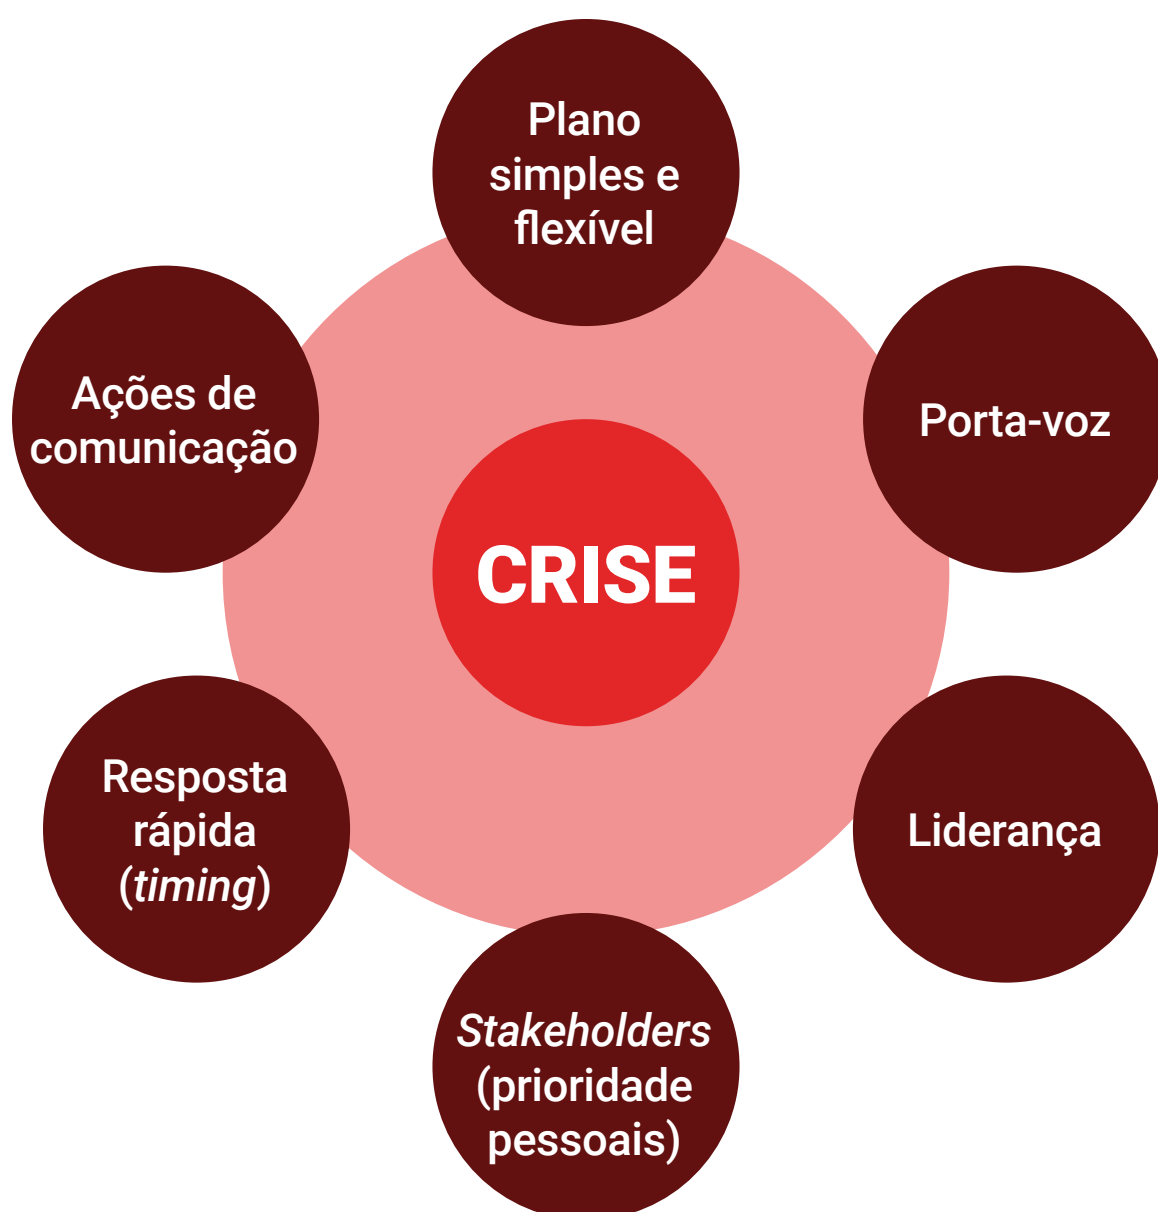 Plano
simples e
flexível
Porta-voz
Liderança
Stakeholders
(prioridade
pessoais)
Resposta
rápida
(timing)
Ações de
comunicação
CRISE